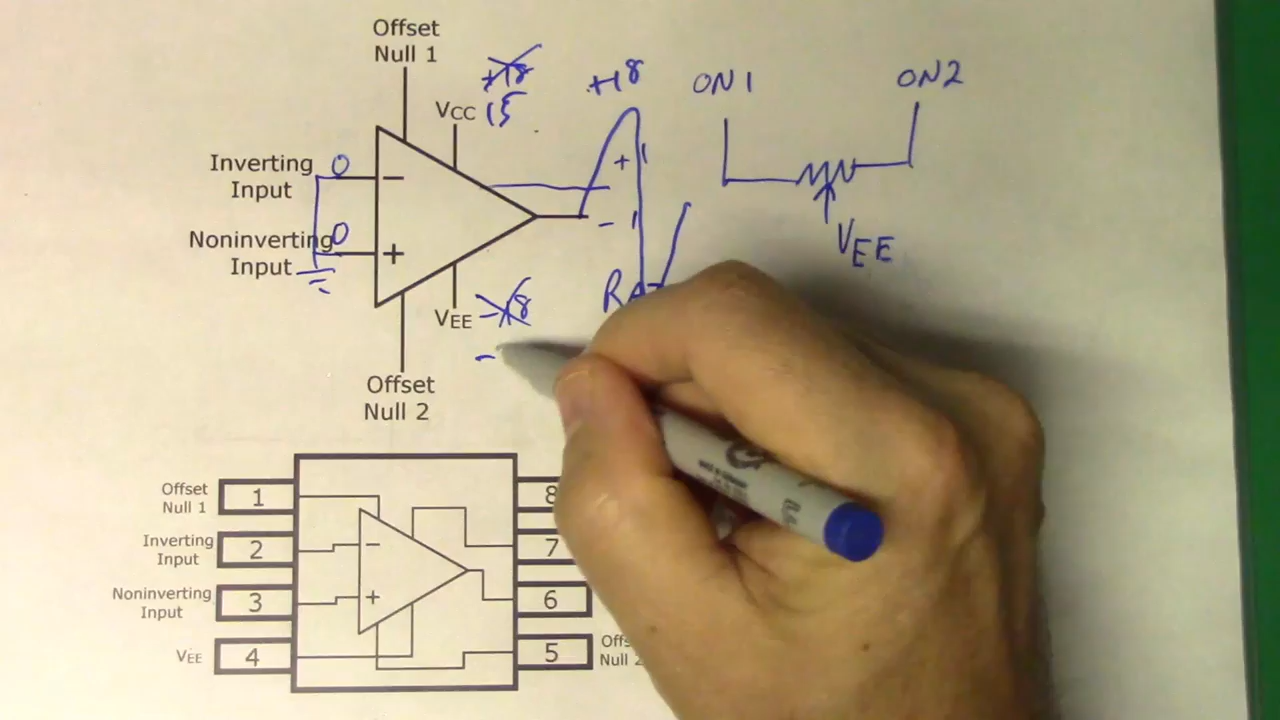 Offset
Null 1
+18
VCC 15
+18
ON1
ON2
Inverting
Input
0
−
+
-
VEE
Noninverting
Input
0
+
VEE -18
-
Offset
Null 2
Offset
Null 1
1
8
Inverting
Input
2
−
7
Noninverting
Input
3
+
6
VEE
4
5